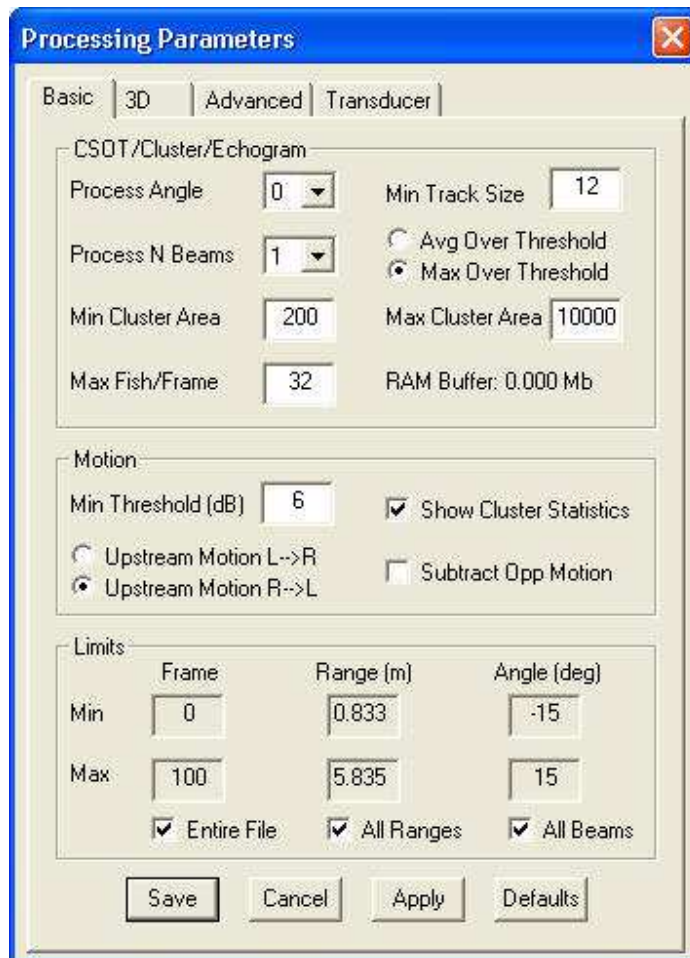 Processing Parameters
Basic 3D Advanced Transducer
CSOT/Cluster/Echogram
Process Angle 0 Min Track Size 12
Avg Over Threshold
Process N Beams 1
Max Over Threshold
Min Cluster Area 200 Max Cluster Area 10000
Max Fish/Frame 32 RAM Buffer: 0.000 Mb
Motion
Min Threshold (dB) 6 Show Cluster Statistics
Upstream Motion L-->R
Subtract Opp Motion
Upstream Motion R-->L
Limits
Frame Range (m) Angle (deg)
Min 0 0.833 -15
Max 100 5.835 15
Entire File All Ranges All Beams
Save Cancel Apply Defaults